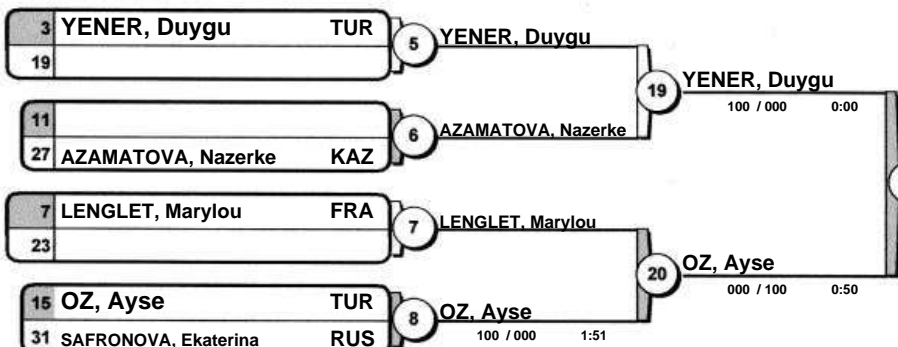 3 YENER, Duygu TUR
19
5 YENER, Duygu
11
27 AZAMATOVA, Nazerke KAZ
6 AZAMATOVA, Nazerke
19 YENER, Duygu
100 / 000 0:00
7 LENGLET, Marylou FRA
23
7 LENGLET, Marylou
15 OZ, Ayse TUR
31 SAFRONOVA, Ekaterina RUS
8 OZ, Ayse
100 / 000 1:51
20 OZ, Ayse
000 / 100 0:50